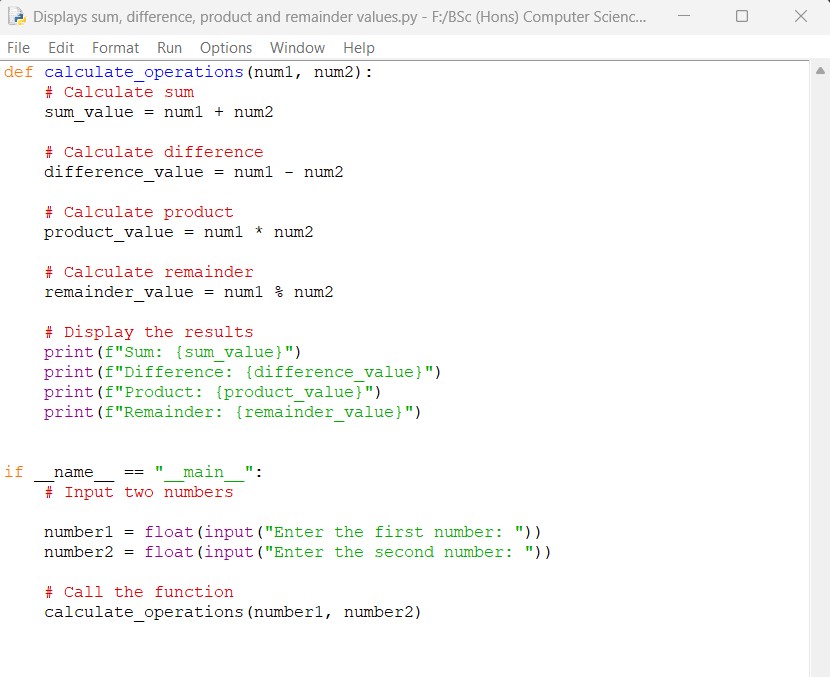 Displays sum, difference, product and remainder values.py - F:/BSc (Hons) Computer Scienc...
File Edit Format Run Options Window Help
def calculate_operations(num1, num2):
    # Calculate sum
    sum_value = num1 + num2

    # Calculate difference
    difference_value = num1 - num2

    # Calculate product
    product_value = num1 * num2

    # Calculate remainder
    remainder_value = num1 % num2

    # Display the results
    print(f"Sum: {sum_value}")
    print(f"Difference: {difference_value}")
    print(f"Product: {product_value}")
    print(f"Remainder: {remainder_value}")


if __name__ == "__main__":
    # Input two numbers

    number1 = float(input("Enter the first number: "))
    number2 = float(input("Enter the second number: "))

    # Call the function
    calculate_operations(number1, number2)